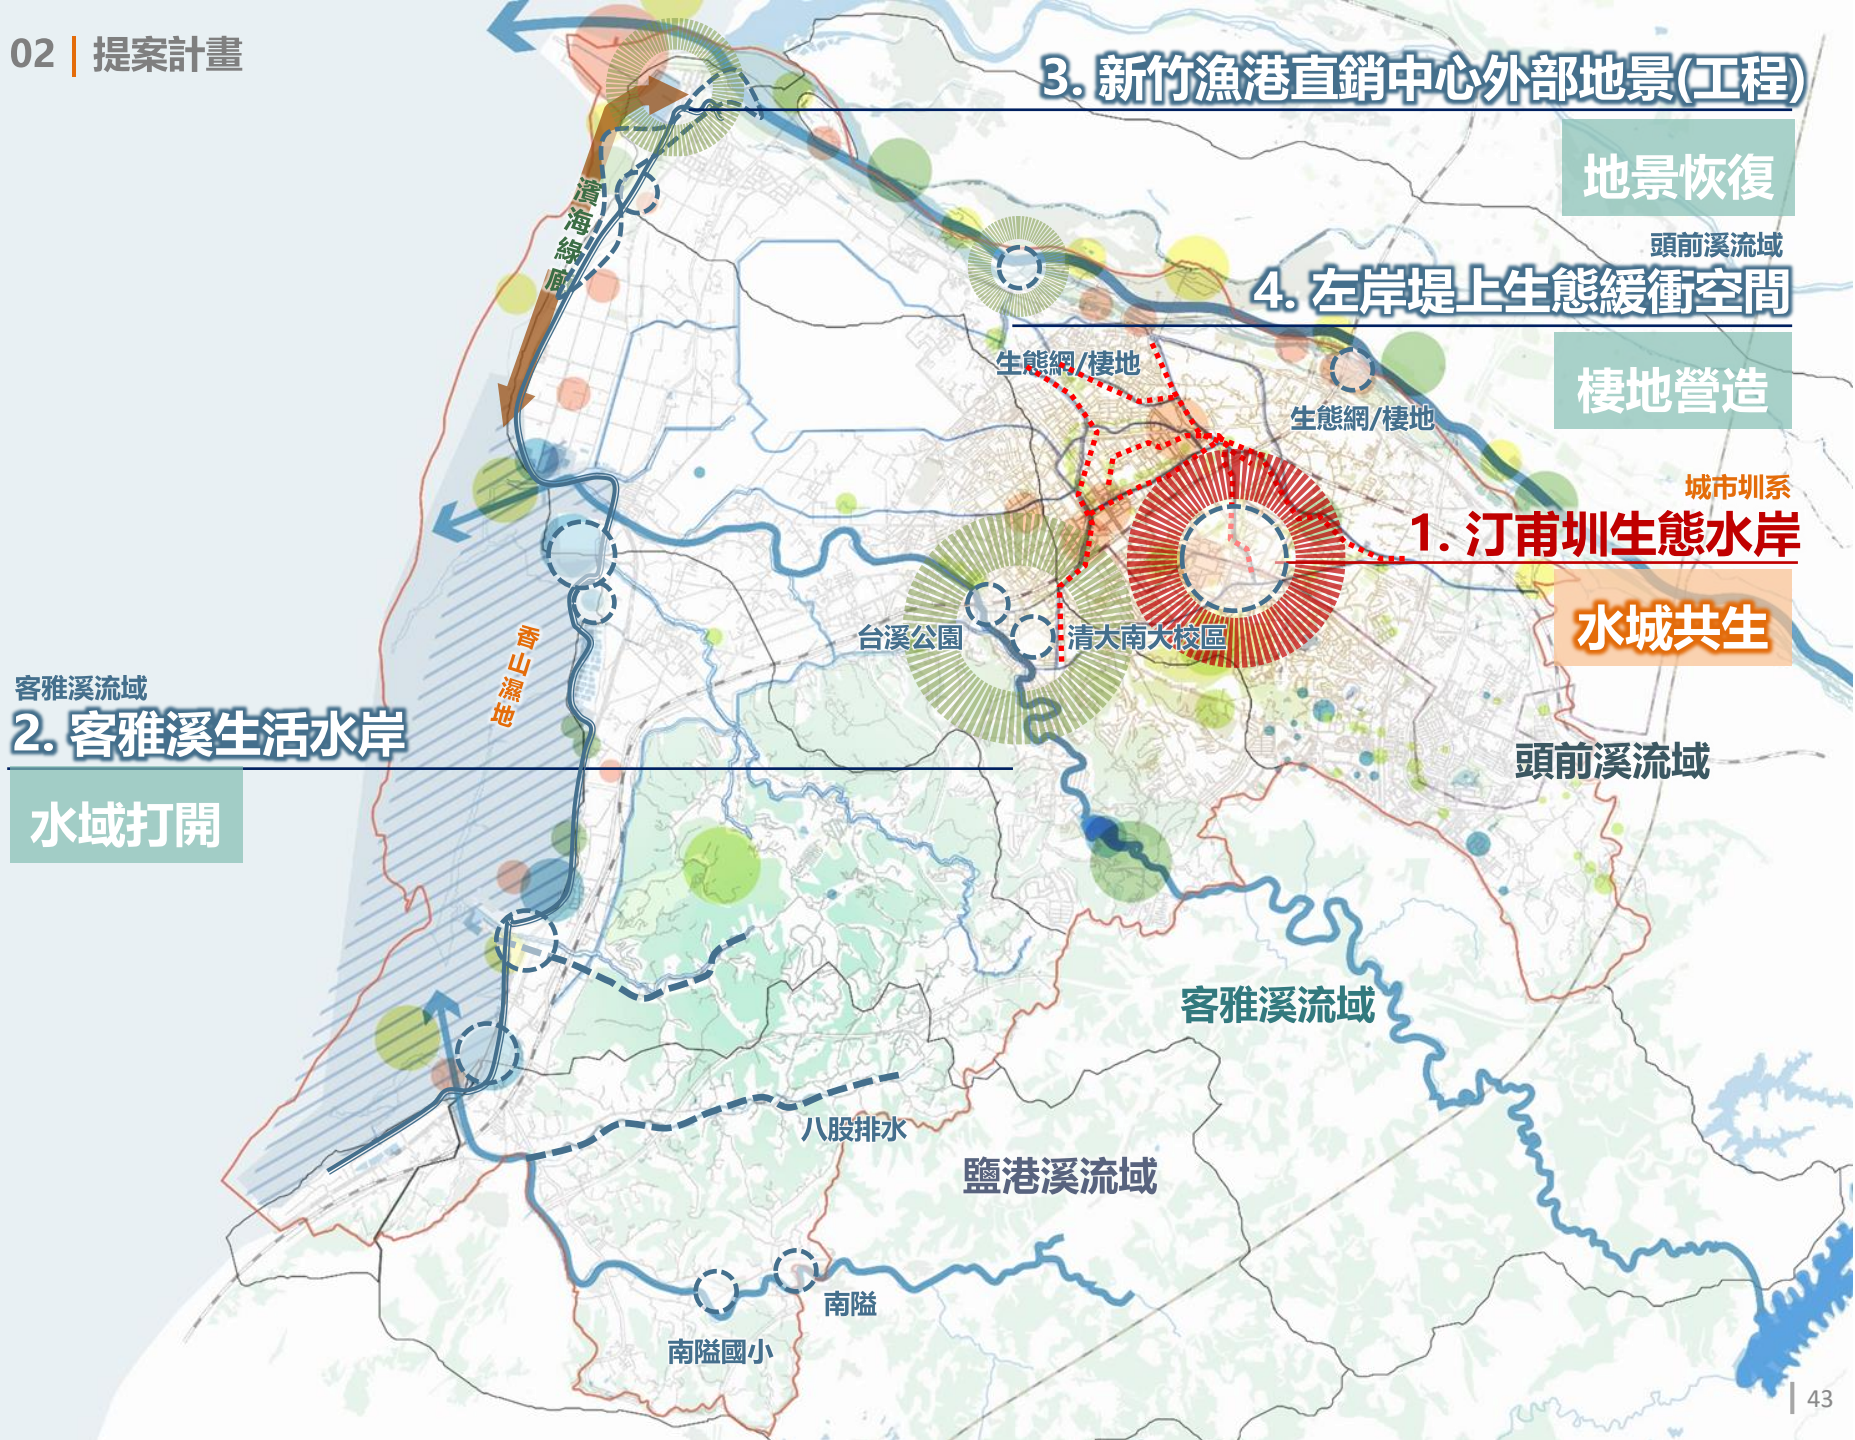 02 | 提案計畫
3. 新竹漁港直銷中心外部地景(工程)
地景恢復
頭前溪流域
4. 左岸堤上生態緩衝空間
棲地營造
濱海綠廊
生態網/棲地
生態網/棲地
城市圳系
1. 汀甫圳生態水岸
水城共生
台溪公園
清大南大校區
香山濕地
客雅溪流域
2. 客雅溪生活水岸
水域打開
頭前溪流域
客雅溪流域
八股排水
鹽港溪流域
南隘
南隘國小
| 43